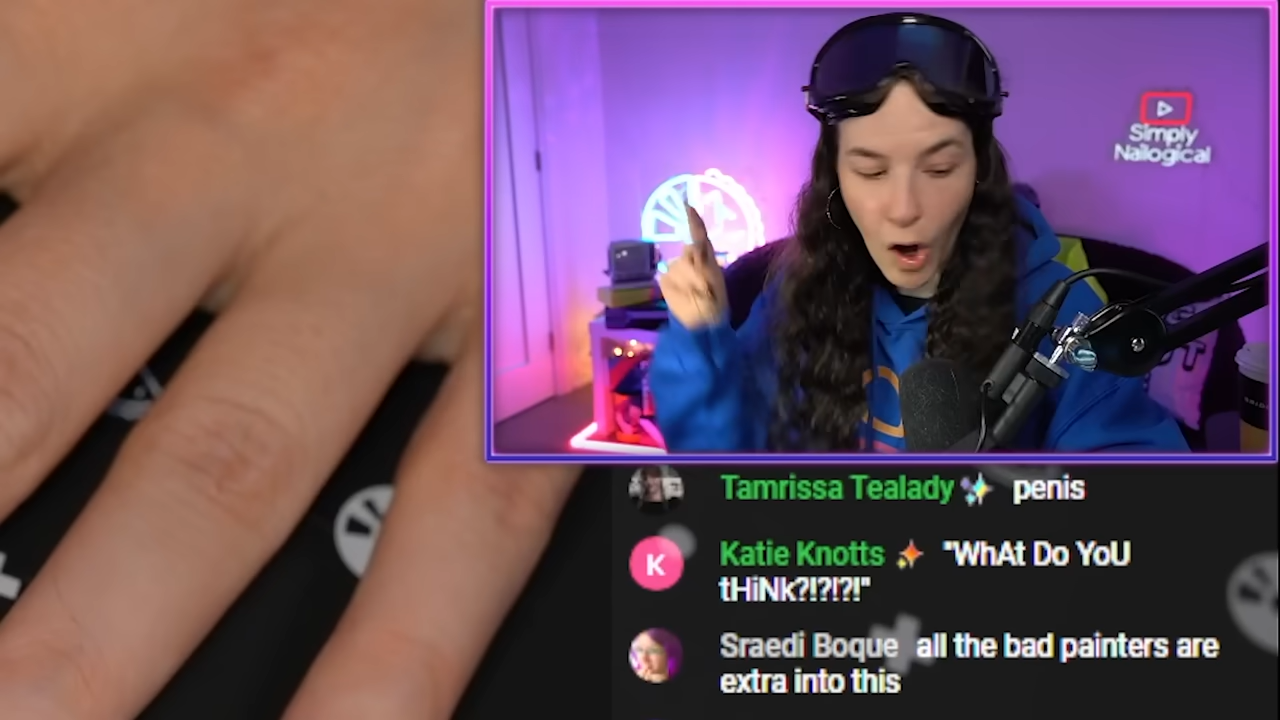 Simply
Nailogical
Tamrissa Tealady penis
K Katie Knotts "WhAt Do YoU
tHiNk?!?!?!"
Sraedi Boque all the bad painters are
extra into this